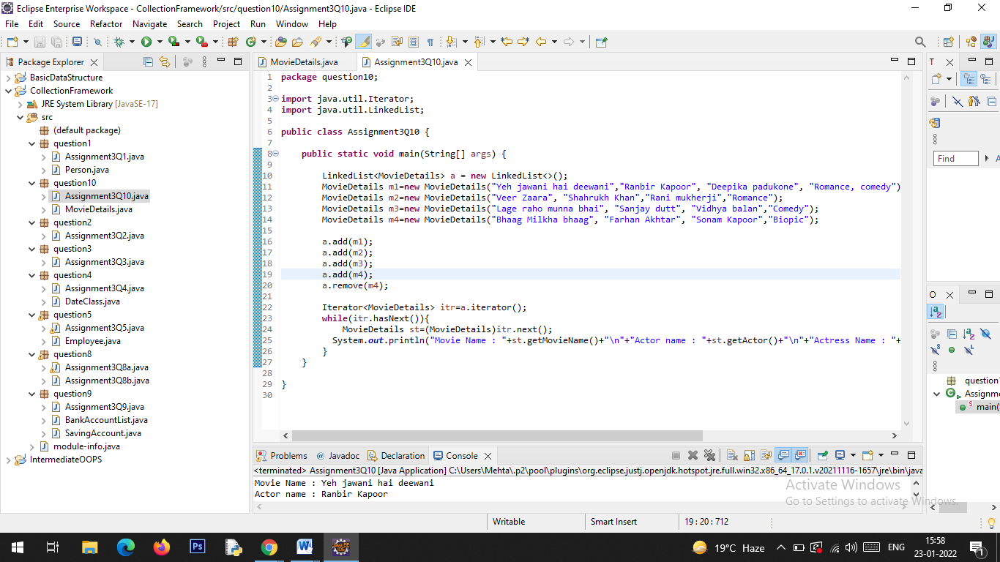 Eclipse Enterprise Workspace - CollectionFramework/src/question10/Assignment3Q10.java - Eclipse IDE
File Edit Source Refactor Navigate Search Project Run Window Help
Package Explorer
BasicDataStructure
CollectionFramework
JRE System Library [JavaSE-17]
src
(default package)
question1
Assignment3Q1.java
Person.java
question10
Assignment3Q10.java
MovieDetails.java
question2
Assignment3Q2.java
question3
Assignment3Q3.java
question4
Assignment3Q4.java
DateClass.java
question5
Assignment3Q5.java
Employee.java
question8
Assignment3Q8a.java
Assignment3Q8b.java
question9
Assignment3Q9.java
BankAccountList.java
SavingAccount.java
module-info.java
IntermediateOOPS
MovieDetails.java Assignment3Q10.java
1 package question10;
2
3 import java.util.Iterator;
4 import java.util.LinkedList;
5
6 public class Assignment3Q10 {
7
8 public static void main(String[] args) {
9
10 LinkedList<MovieDetails> a = new LinkedList<>();
11 MovieDetails m1=new MovieDetails("Yeh jawani hai deewani","Ranbir Kapoor", "Deepika padukone", "Romance, comedy")
12 MovieDetails m2=new MovieDetails("Veer Zaara", "Shahrukh Khan","Rani mukherji","Romance");
13 MovieDetails m3=new MovieDetails("Lage raho munna bhai", "Sanjay dutt", "Vidhya balan","Comedy");
14 MovieDetails m4=new MovieDetails("Bhaag Milkha bhaag", "Farhan Akhtar", "Sonam Kapoor","Biopic");
15
16 a.add(m1);
17 a.add(m2);
18 a.add(m3);
19 a.add(m4);
20 a.remove(m4);
21
22 Iterator<MovieDetails> itr=a.iterator();
23 while(itr.hasNext()){
24 MovieDetails st=(MovieDetails)itr.next();
25 System.out.println("Movie Name : "+st.getMovieName()+"\n"+"Actor name : "+st.getActor()+"\n"+"Actress Name : "+
26 }
27 }
28
29 }
30
T
Find
A
O
question
Assignme
main(
Problems @ Javadoc Declaration Console
<terminated> Assignment3Q10 [Java Application] C:\Users\Mehta\.p2\pool\plugins\org.eclipse.justj.openjdk.hotspot.jre.full.win32.x86_64_17.0.1.v20211116-1657\jre\bin\java
Movie Name : Yeh jawani hai deewani
Actor name : Ranbir Kapoor
Activate Windows
Go to Settings to activate Windows.
Writable Smart Insert 19 : 20 : 712
Ps
W
19°C Haze
ENG
15:58
23-01-2022
1